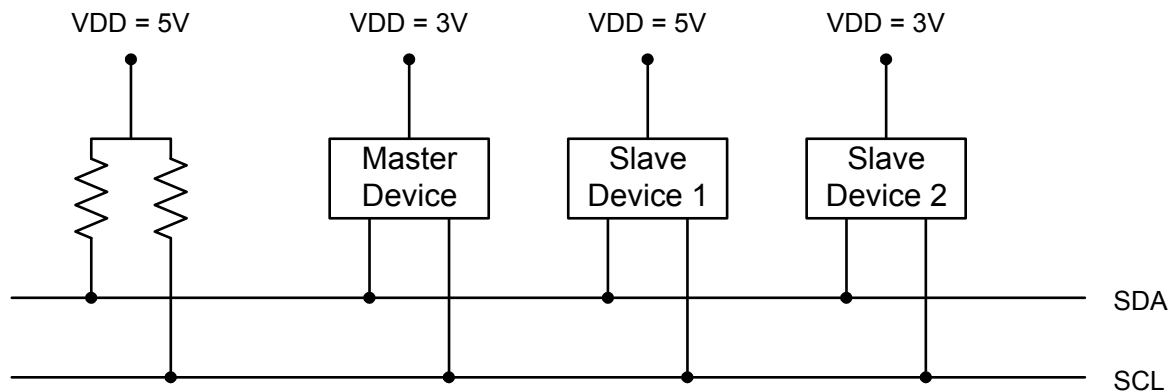 VDD = 5V
VDD = 3V
VDD = 5V
VDD = 3V
Master
Device
Slave
Device 1
Slave
Device 2
SDA
SCL